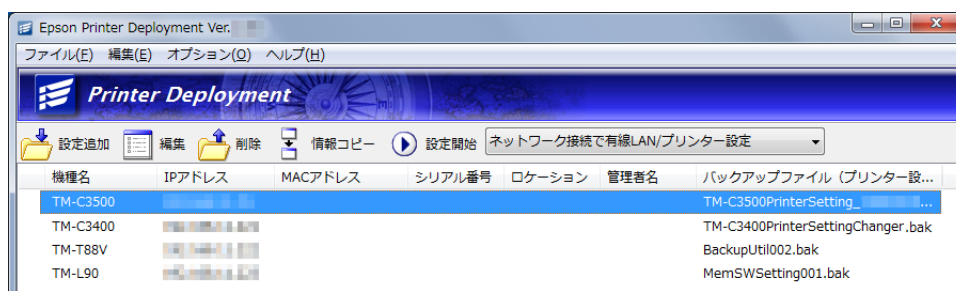 Epson Printer Deployment Ver.
ファイル(F) 編集(E) オプション(O) ヘルプ(H)
Printer Deployment
設定追加 編集 削除 情報コピー 設定開始 ネットワーク接続で有線LAN/プリンター設定
機種名 IPアドレス MACアドレス シリアル番号 ロケーション 管理者名 バックアップファイル（プリンター設...
TM-C3500 TM-C3500PrinterSetting_ ...
TM-C3400 TM-C3400PrinterSettingChanger.bak
TM-T88V BackupUtil002.bak
TM-L90 MemSWSetting001.bak